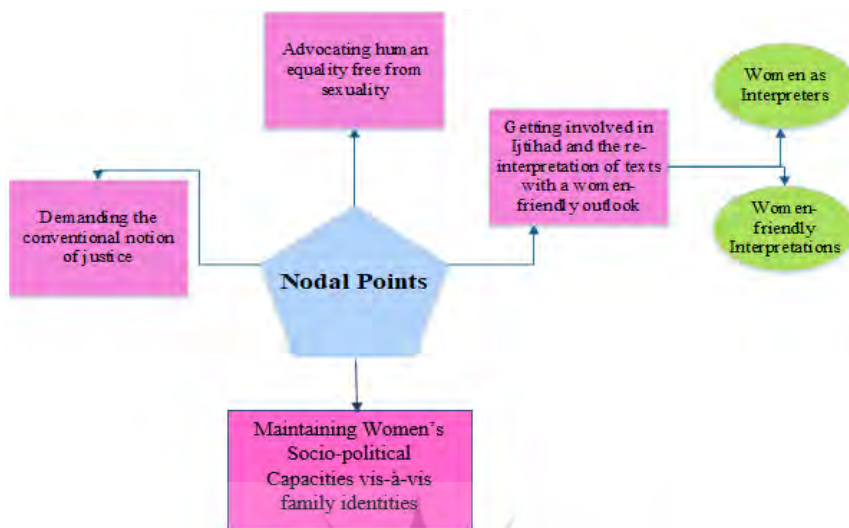 Advocating human
equality free from
sexuality
Women as
Interpreters
Getting involved in
Ijtihad and the re-
interpretation of texts
with a women-
friendly outlook
Demanding the
conventional notion
of justice
Women-
friendly
Interpretations
Nodal Points
Maintaining Women's
Socio-political
Capacities vis-à-vis
family identities